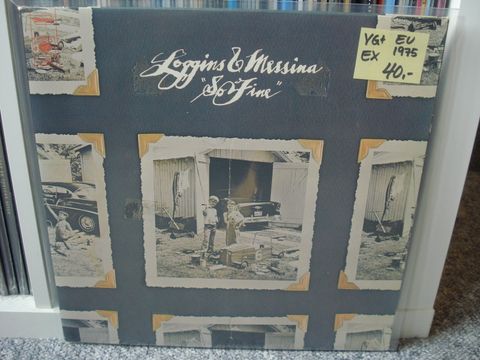 Loggins & Messina
"So Fine"
VG+ EU
EX 1975
40,-